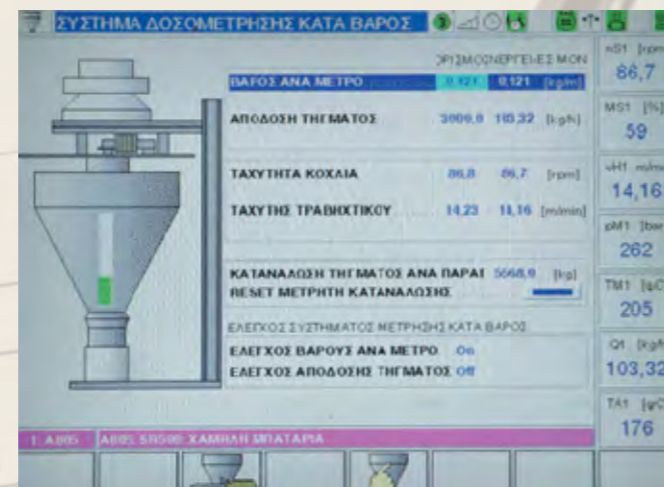 ΣΥΣΤΗΜΑ ΔΟΣΟΜΕΤΡΗΣΗΣ ΚΑΤΑ ΒΑΡΟΣ
ΒΑΡΟΣ ΑΝΑ ΜΕΤΡΟ 0,121 0,121 [kg/m]
ΑΠΟΔΟΣΗ ΤΗΓΜΑΤΟΣ 103,32 [kg/h]
ΤΑΧΥΤΗΤΑ ΚΟΧΛΙΑ 86,8 86,7 [rpm]
ΤΑΧΥΤΗΣ ΤΡΑΒΗΧΤΙΚΟΥ 14,23 14,16 [m/min]
ΚΑΤΑΝΑΛΩΣΗ ΤΗΓΜΑΤΟΣ ΑΝΑ ΠΑΡΑΓ 5668,0 [kg]
RESET ΜΕΤΡΗΤΗ ΚΑΤΑΝΑΛΩΣΗΣ
ΕΛΕΓΧΟΣ ΣΥΣΤΗΜΑΤΟΣ ΜΕΤΡΗΣΗΣ ΚΑΤΑ ΒΑΡΟΣ
ΕΛΕΓΧΟΣ ΒΑΡΟΥΣ ΑΝΑ ΜΕΤΡΟ On
ΕΛΕΓΧΟΣ ΑΠΟΔΟΣΗΣ ΤΗΓΜΑΤΟΣ Off
1: A805 A805: SR500: ΧΑΜΗΛΗ ΜΠΑΤΑΡΙΑ
nS1 [rpm]
86,7
MS1 [%]
59
vH1 m/min
14,16
pM1 [bar
262
TM1
205
Q1 [kg/h
103,32
TA1
176